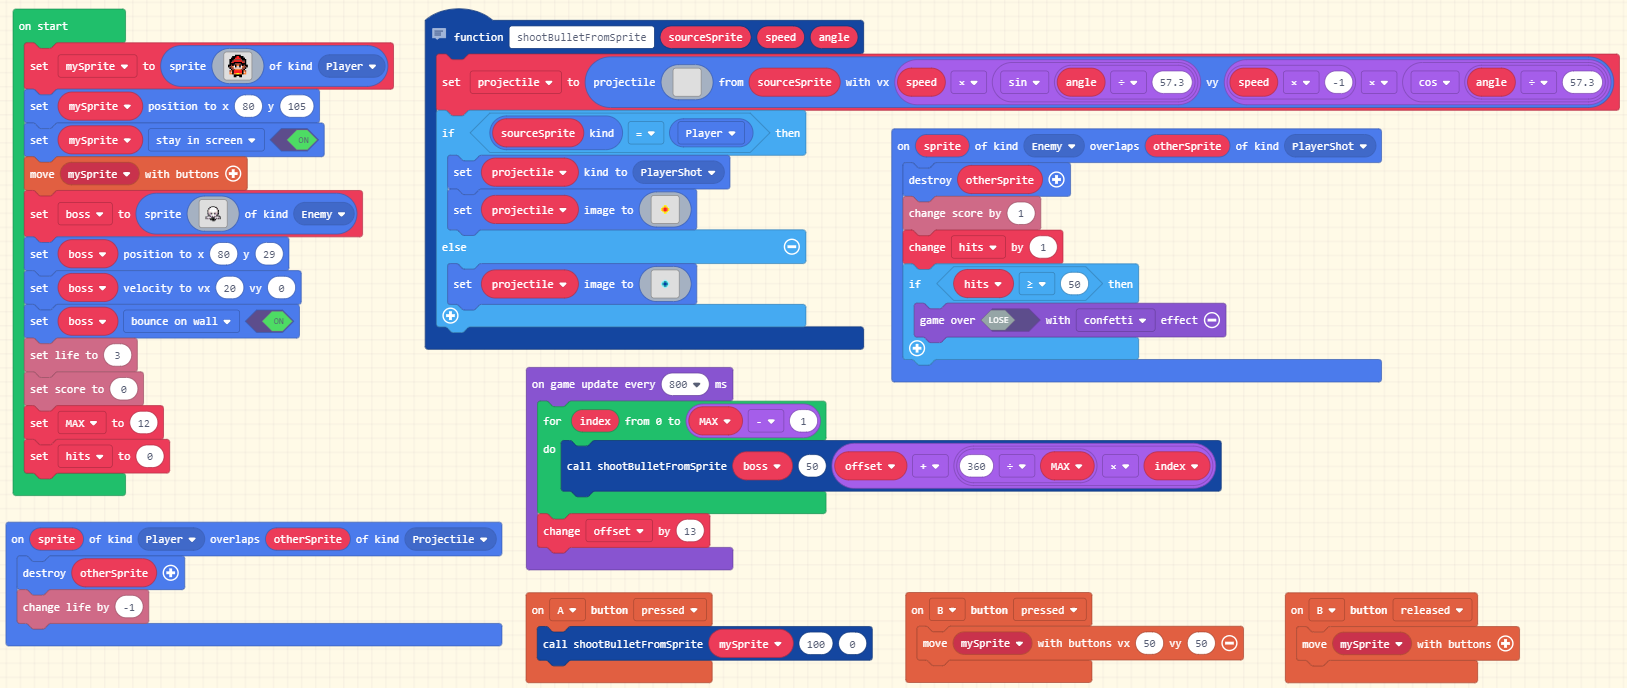 on start
set mySprite to sprite of kind Player
set mySprite position to x 80 y 105
set mySprite stay in screen ON
move mySprite with buttons
set boss to sprite of kind Enemy
set boss position to x 80 y 29
set boss velocity to vx 20 vy 0
set boss bounce on wall ON
set life to 3
set score to 0
set MAX to 12
set hits to 0
on sprite of kind Player overlaps otherSprite of kind Projectile
destroy otherSprite
change life by -1
function shootBulletFromSprite sourceSprite speed angle
set projectile to projectile from sourceSprite with vx speed × sin angle ÷ 57.3 vy speed × -1 × cos angle ÷ 57.3
if sourceSprite kind = Player then
set projectile kind to PlayerShot
set projectile image to
else
set projectile image to
on sprite of kind Enemy overlaps otherSprite of kind PlayerShot
destroy otherSprite
change score by 1
change hits by 1
if hits ≥ 50 then
game over LOSE with confetti effect
on game update every 800 ms
for index from 0 to MAX - 1
do call shootBulletFromSprite boss 50 offset + 360 ÷ MAX × index
change offset by 13
on A button pressed
call shootBulletFromSprite mySprite 100 0
on B button pressed
move mySprite with buttons vx 50 vy 50
on B button released
move mySprite with buttons